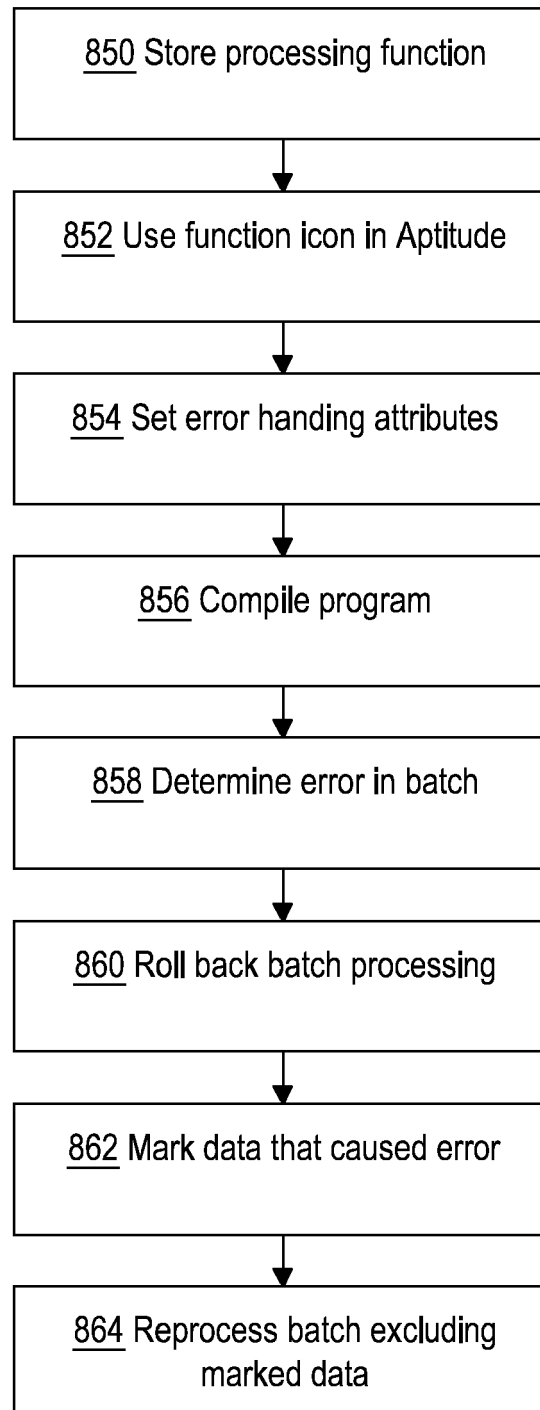 850 Store processing function
852 Use function icon in Aptitude
854 Set error handing attributes
856 Compile program
858 Determine error in batch
860 Roll back batch processing
862 Mark data that caused error
864 Reprocess batch excluding
marked data